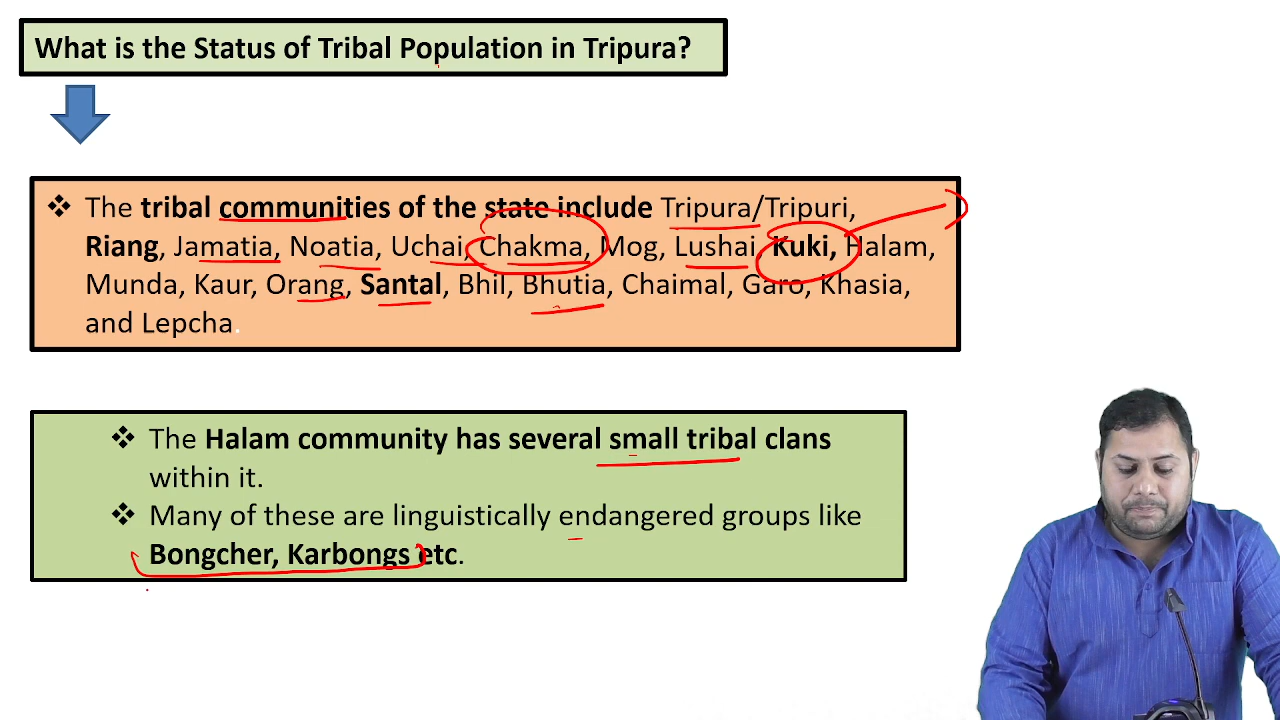 What is the Status of Tribal Population in Tripura?
❖ The tribal communities of the state include Tripura/Tripuri,
Riang, Jamatia, Noatia, Uchai, Chakma, Mog, Lushai, Kuki, Halam,
Munda, Kaur, Orang, Santal, Bhil, Bhutia, Chaimal, Garo, Khasia,
and Lepcha.
❖ The Halam community has several small tribal clans
within it.
❖ Many of these are linguistically endangered groups like
Bongcher, Karbongs etc.